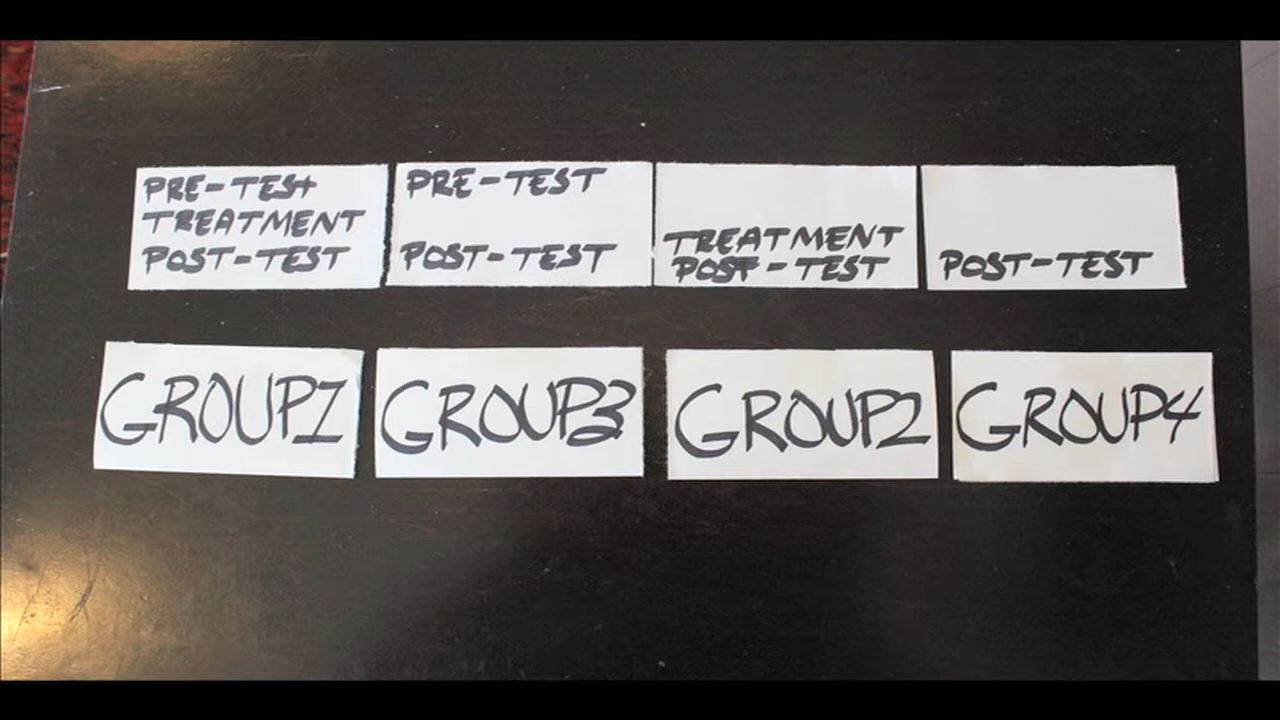 PRE-TEST
TREATMENT
POST-TEST
PRE-TEST
POST-TEST
TREATMENT
POST-TEST
POST-TEST
GROUP1
GROUP3
GROUP2
GROUP4